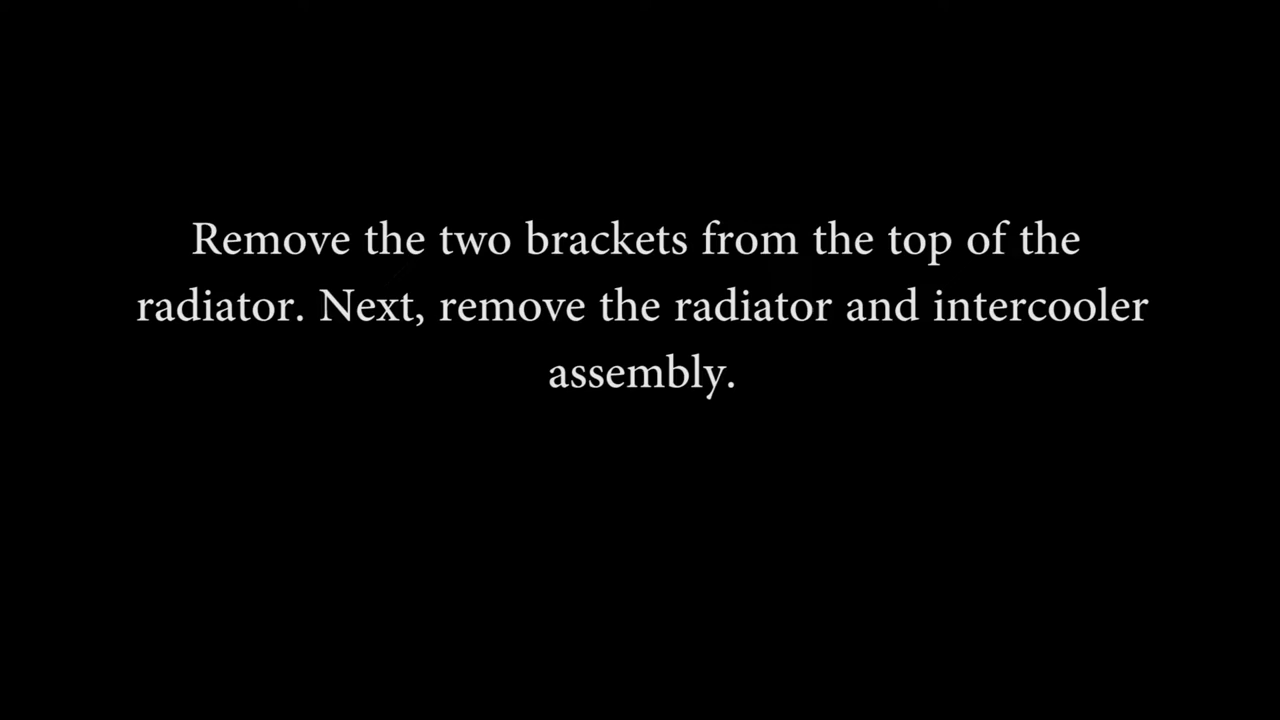 Remove the two brackets from the top of the
radiator. Next, remove the radiator and intercooler
assembly.